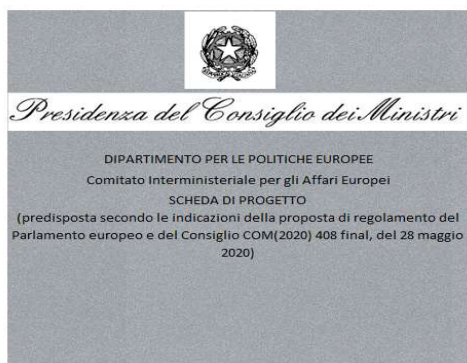 Presidenza del Consiglio dei Ministri
DIPARTIMENTO PER LE POLITICHE EUROPEE
Comitato Interministeriale per gli Affari Europei
SCHEDA DI PROGETTO
(predisposta secondo le indicazioni della proposta di regolamento del
Parlamento europeo e del Consiglio COM(2020) 408 final, del 28 maggio
2020)